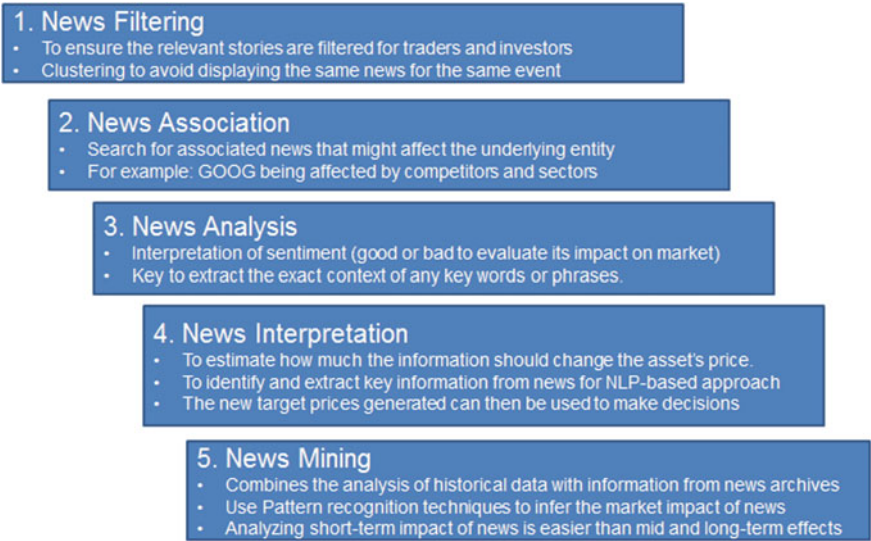 1. News Filtering
• To ensure the relevant stories are filtered for traders and investors
• Clustering to avoid displaying the same news for the same event
2. News Association
• Search for associated news that might affect the underlying entity
• For example: GOOG being affected by competitors and sectors
3. News Analysis
• Interpretation of sentiment (good or bad to evaluate its impact on market)
• Key to extract the exact context of any key words or phrases.
4. News Interpretation
• To estimate how much the information should change the asset's price.
• To identify and extract key information from news for NLP-based approach
• The new target prices generated can then be used to make decisions
5. News Mining
• Combines the analysis of historical data with information from news archives
• Use Pattern recognition techniques to infer the market impact of news
• Analyzing short-term impact of news is easier than mid and long-term effects